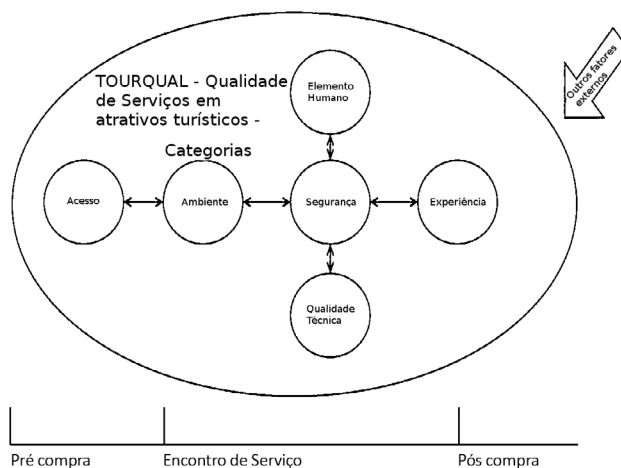 TOURQUAL - Qualidade
de Serviços em
atrativos turísticos -
Categorias
Outros fatores
externos
Elemento
Humano
Acesso
Ambiente
Segurança
Experiência
Qualidade
Técnica
Pré compra
Encontro de Serviço
Pós compra